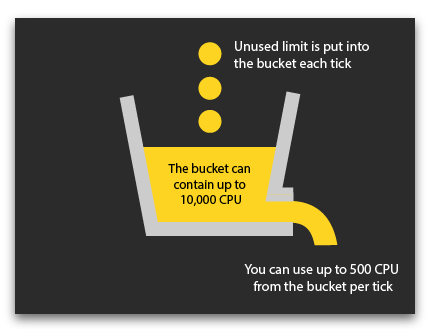 Unused limit is put into
the bucket each tick
The bucket can
contain up to
10,000 CPU
You can use up to 500 CPU
from the bucket per tick